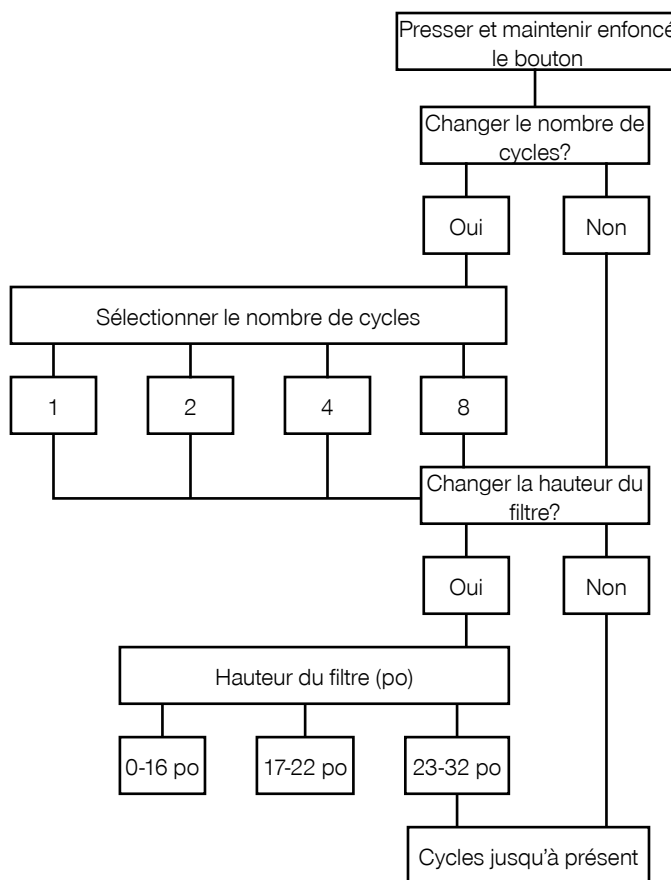 Presser et maintenir enfoncé
le bouton
Changer le nombre de
cycles?
Oui
Non
Sélectionner le nombre de cycles
1
2
4
8
Changer la hauteur du
filtre?
Oui
Non
Hauteur du filtre (po)
0-16 po
17-22 po
23-32 po
Cycles jusqu'à présent